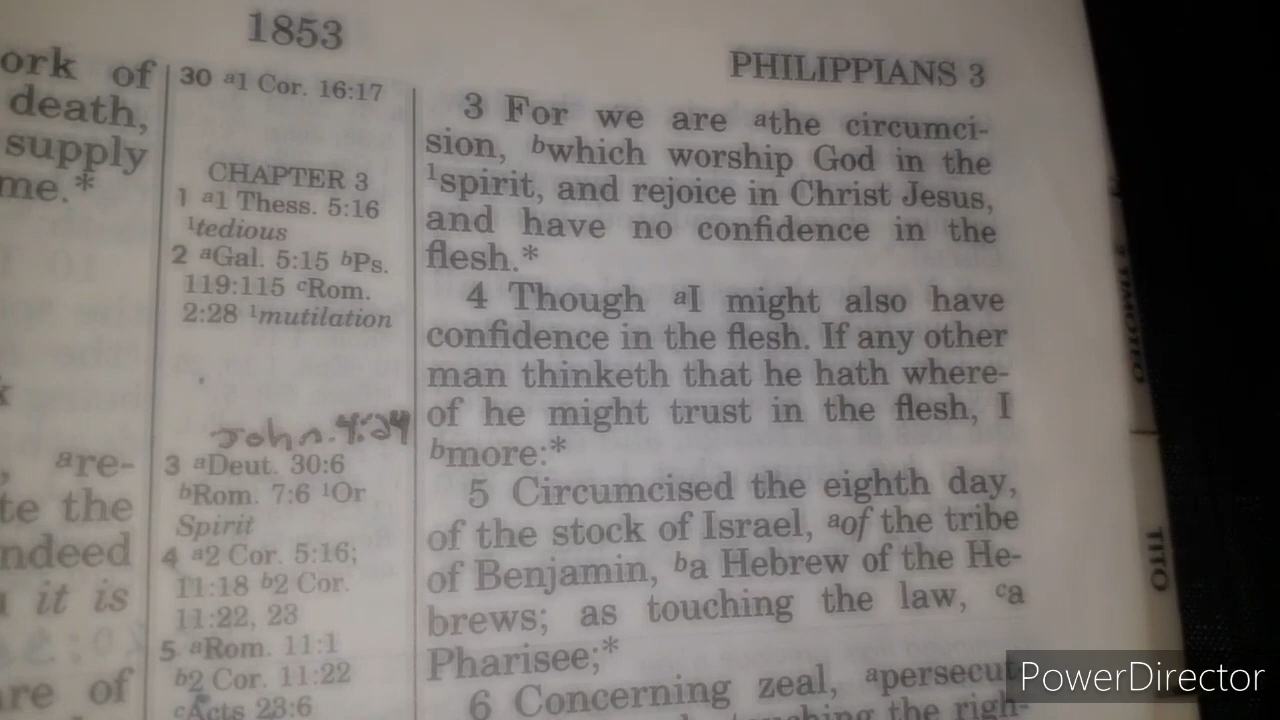 1853
PHILIPPIANS 3
ork of
death,
supply
me.*
, are-
te the
ndeed
it is
re of
30 a1 Cor. 16:17
CHAPTER 3
1 a1 Thess. 5:16
1tedious
2 aGal. 5:15 bPs.
119:115 cRom.
2:28 1mutilation
John. 4:24
3 aDeut. 30:6
bRom. 7:6 1Or
Spirit
4 a2 Cor. 5:16;
11:18 b2 Cor.
11:22, 23
5 aRom. 11:1
b2 Cor. 11:22
cActs 23:6
3 For we are athe circumci-
sion, bwhich worship God in the
1spirit, and rejoice in Christ Jesus,
and have no confidence in the
flesh.*
4 Though aI might also have
confidence in the flesh. If any other
man thinketh that he hath where-
of he might trust in the flesh, I
bmore:*
5 Circumcised the eighth day,
of the stock of Israel, aof the tribe
of Benjamin, ba Hebrew of the He-
brews; as touching the law, ca
Pharisee;*
6 Concerning zeal, apersecut
touching the righ-
TITO
PowerDirector